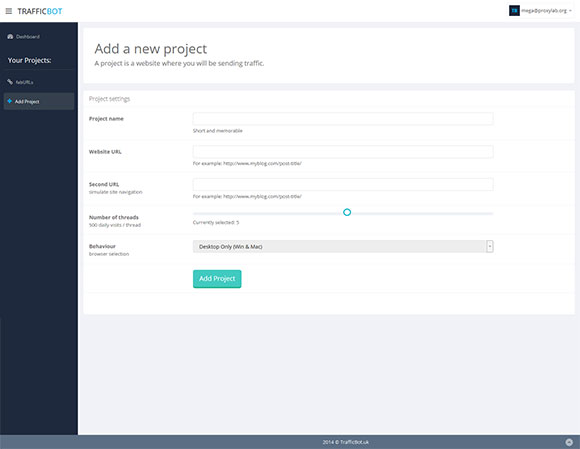 TRAFFICBOT
mega@proxylab.org
Dashboard
Your Projects:
Add Project
Add a new project
A project is a website where you will be sending traffic.
Project settings
Project name
Short and memorable
Website URL
For example: http://www.myblog.com/post-title/
Second URL
simulate site navigation
For example: http://www.myblog.com/post-title/
Number of threads
500 daily visits / thread
Currently selected: 5
Behaviour
browser selection
Desktop Only (Win & Mac)
Add Project
2014 © TrafficBot.uk